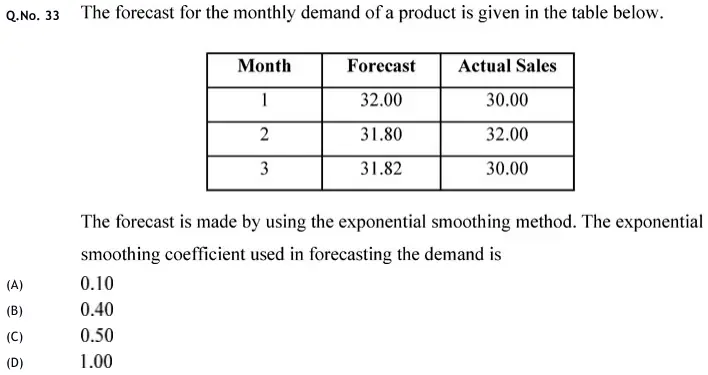 Q.No. 33 The forecast for the monthly demand of a product is given in the table below.
Month Forecast Actual Sales
1 32.00 30.00
2 31.80 32.00
3 31.82 30.00
The forecast is made by using the exponential smoothing method. The exponential
smoothing coefficient used in forecasting the demand is
(A) 0.10
(B) 0.40
(C) 0.50
(D) 1.00